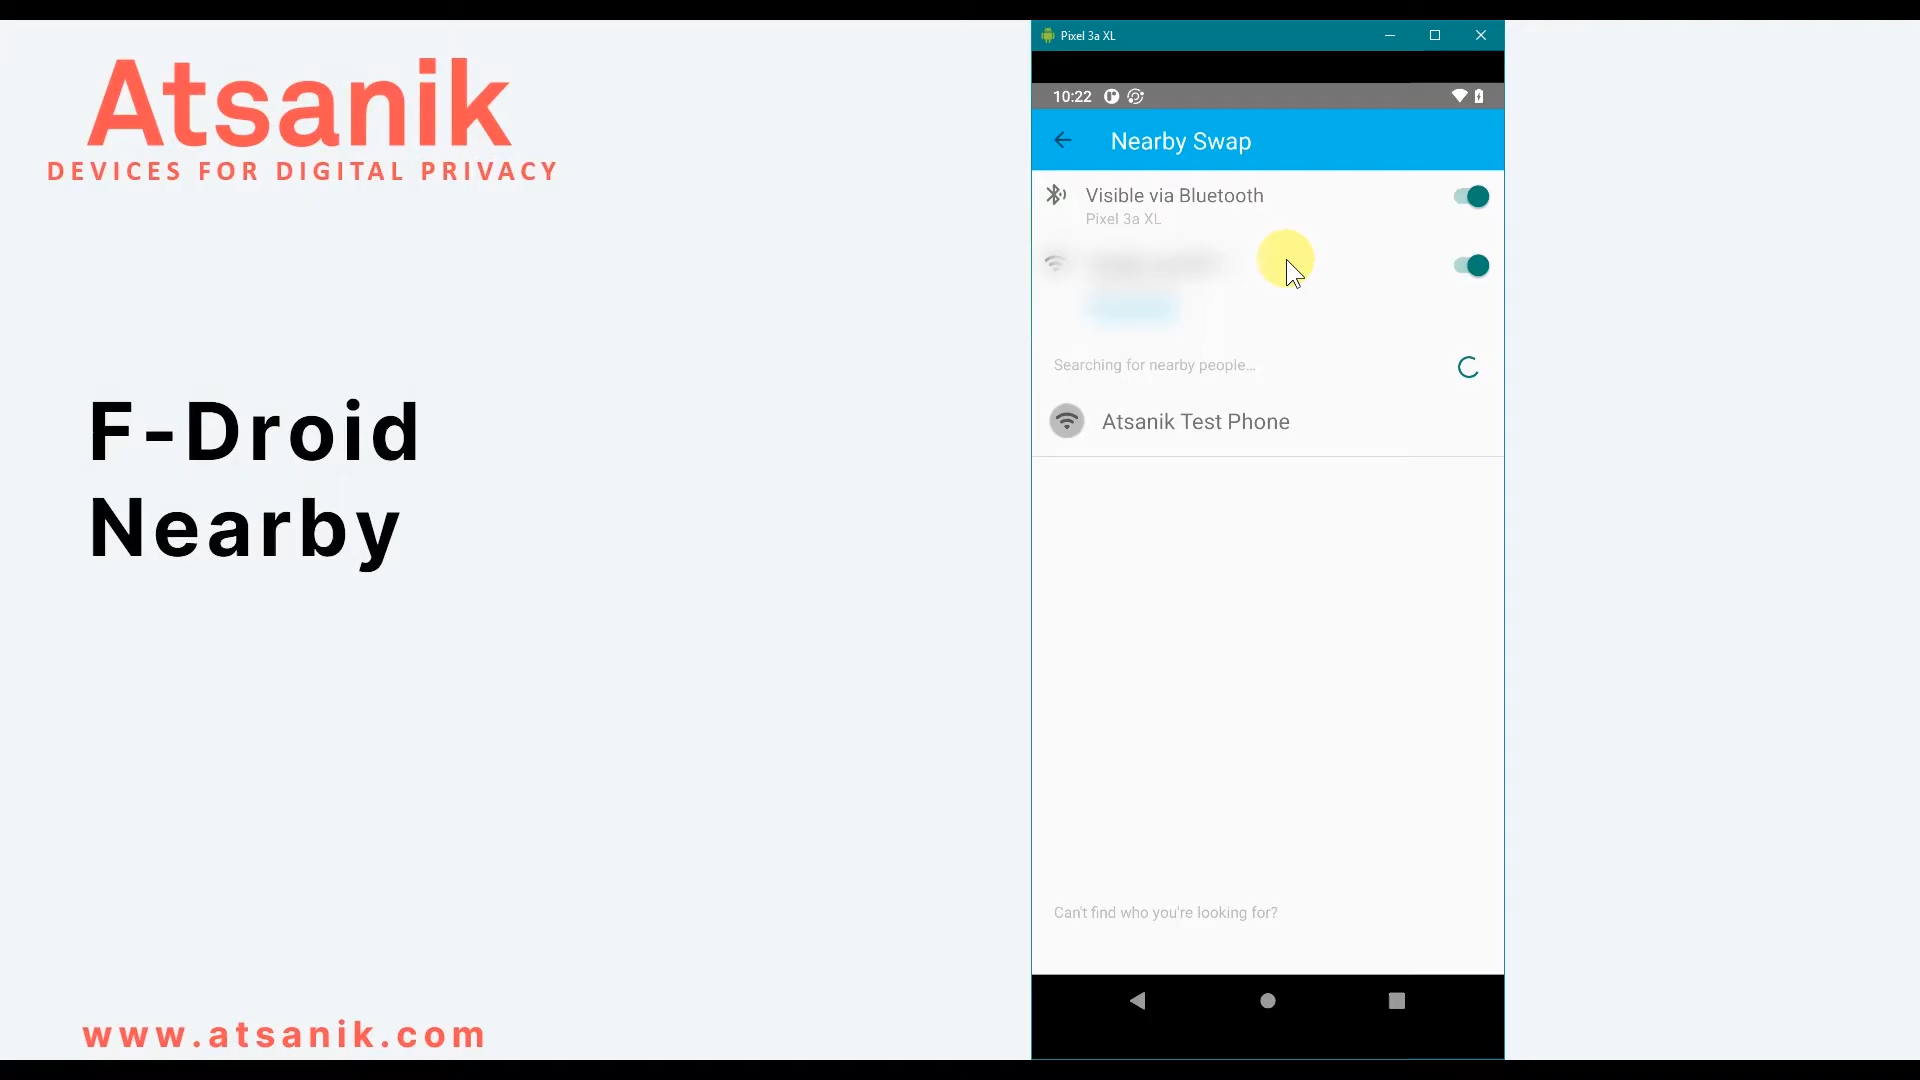 Atsanik
DEVICES FOR DIGITAL PRIVACY
F-Droid
Nearby
www.atsanik.com
Pixel 3a XL
10:22
Nearby Swap
Visible via Bluetooth
Pixel 3a XL
Searching for nearby people...
Atsanik Test Phone
Can't find who you're looking for?